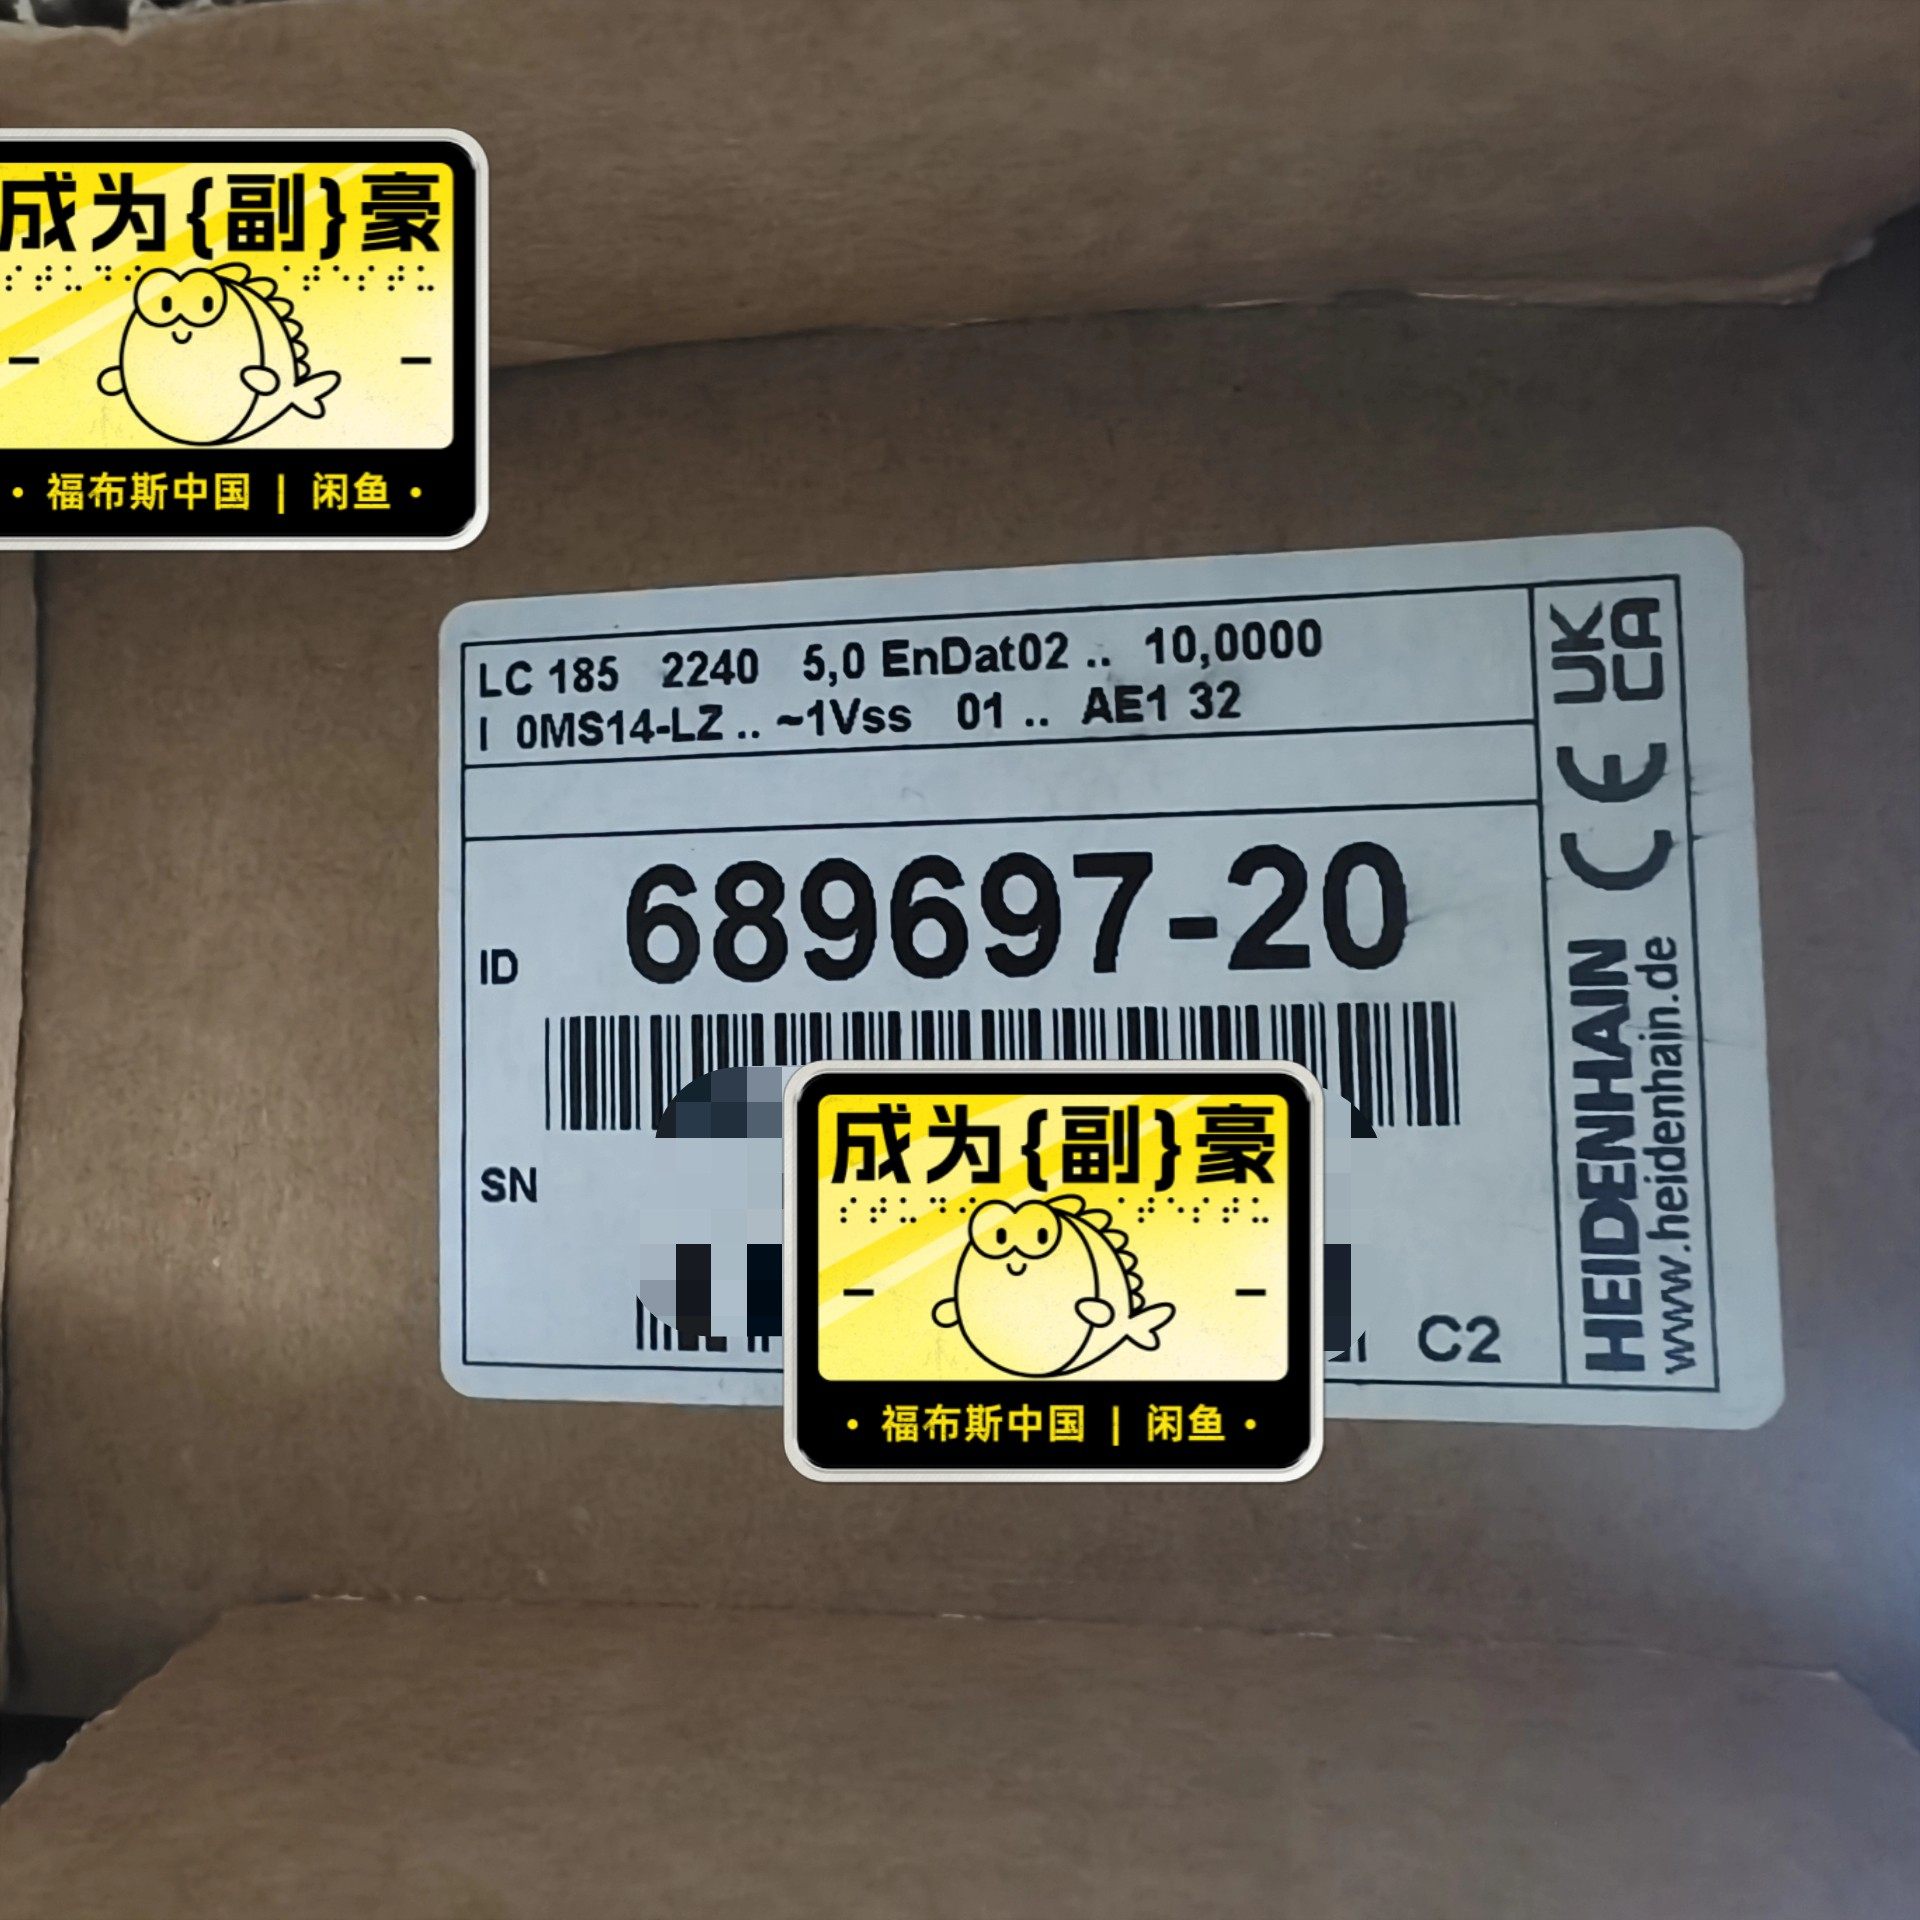 成为{副}豪
• 福布斯中国 | 闲鱼 •
LC 185 2240 5,0 EnDat02 .. 10,0000
I 0MS14-LZ .. ~1Vss 01 .. AE1 32
ID 689697-20
SN
C2
UK
CA
CE
HEIDENHAIN
www.heidenhain.de
成为{副}豪
• 福布斯中国 | 闲鱼 •